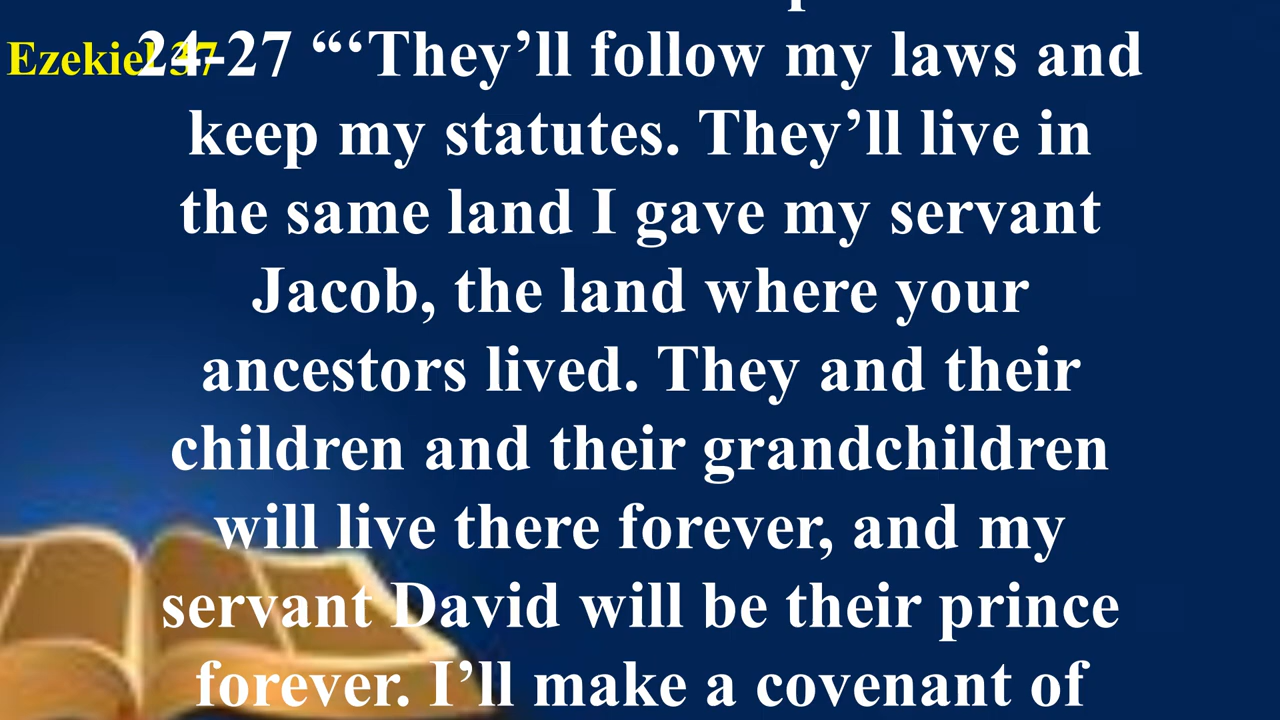 Ezekiel 37
24-27 “‘They’ll follow my laws and
keep my statutes. They’ll live in
the same land I gave my servant
Jacob, the land where your
ancestors lived. They and their
children and their grandchildren
will live there forever, and my
servant David will be their prince
forever. I’ll make a covenant of